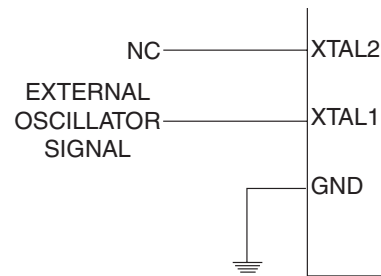 NC
XTAL2
EXTERNAL
OSCILLATOR
SIGNAL
XTAL1
GND